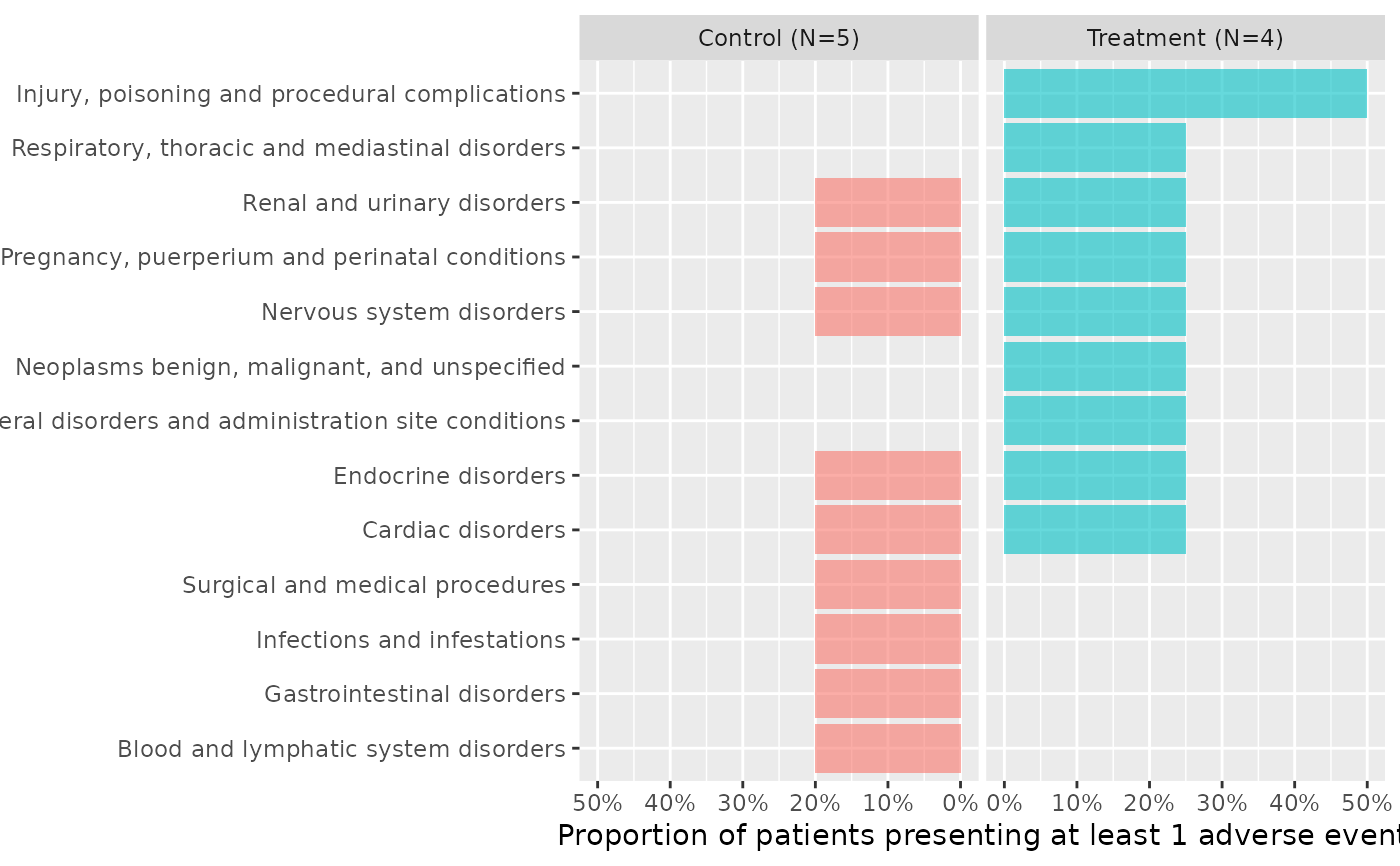 Control (N=5) Treatment (N=4)
Injury, poisoning and procedural complications
Respiratory, thoracic and mediastinal disorders
Renal and urinary disorders
Pregnancy, puerperium and perinatal conditions
Nervous system disorders
Neoplasms benign, malignant, and unspecified
eral disorders and administration site conditions
Endocrine disorders
Cardiac disorders
Surgical and medical procedures
Infections and infestations
Gastrointestinal disorders
Blood and lymphatic system disorders
50% 40% 30% 20% 10% 0% 0% 10% 20% 30% 40% 50%
Proportion of patients presenting at least 1 adverse event